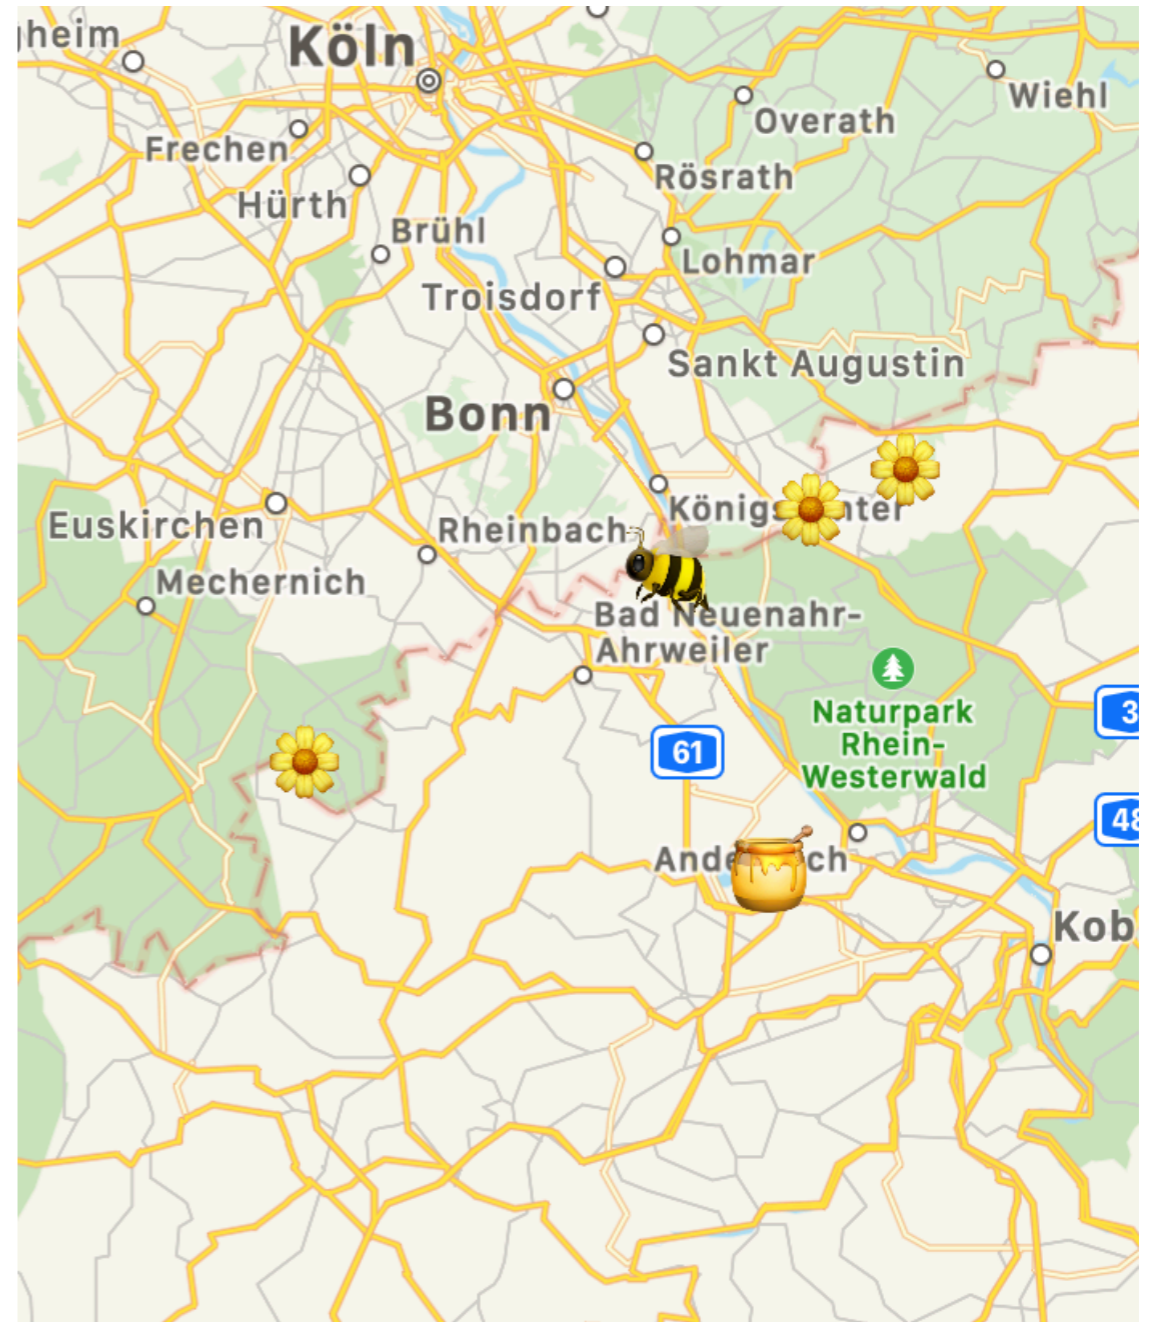 Köln
Wiehl
Overath
Frechen
Rösrath
Hürth
Brühl
Lohmar
Troisdorf
Sankt Augustin
Bonn
Euskirchen
Rheinbach
Mechernich
Bad Neuenahr-
Ahrweiler
Naturpark
Rhein-
Westerwald
61